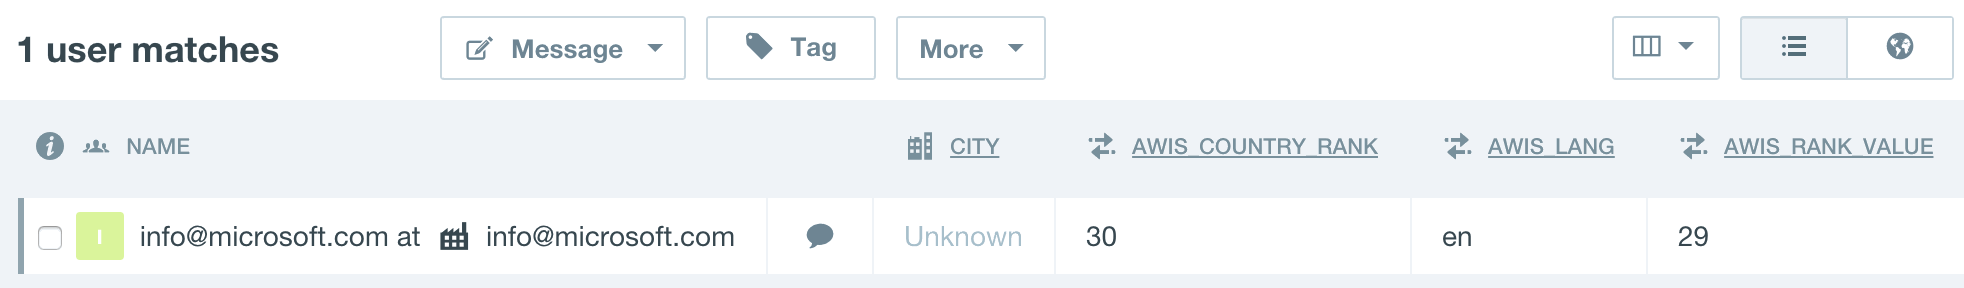 1 user matches Message Tag More
NAME CITY AWIS_COUNTRY_RANK AWIS_LANG AWIS_RANK_VALUE
I info@microsoft.com at info@microsoft.com Unknown 30 en 29